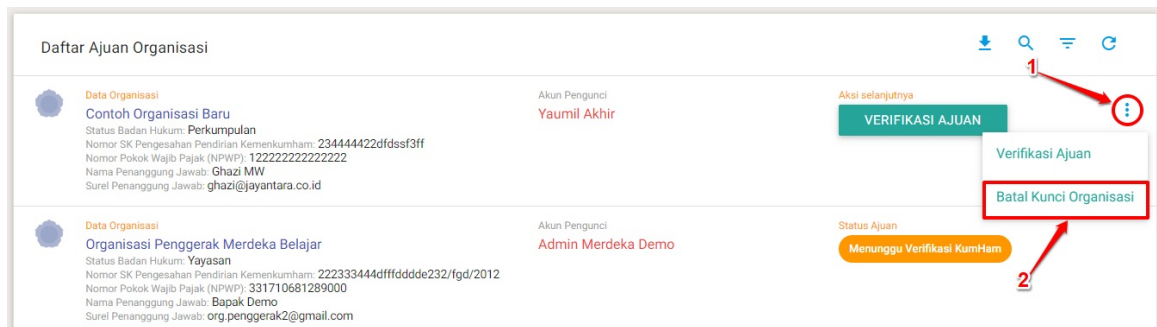 Daftar Ajuan Organisasi
1
Data Organisasi
Akun Pengunci
Aksi selanjutnya
Contoh Organisasi Baru
Yaumil Akhir
VERIFIKASI AJUAN
Status Badan Hukum: Perkumpulan
Nomor SK Pengesahan Pendirian Kemenkumham: 234444422dfdssf3ff
Nomor Pokok Wajib Pajak (NPWP): 122222222222222
Nama Penanggung Jawab: Ghazi MW
Surel Penanggung Jawab: ghazi@jayantara.co.id
Verifikasi Ajuan
Batal Kunci Organisasi
Data Organisasi
Akun Pengunci
Status Ajuan
Organisasi Penggerak Merdeka Belajar
Admin Merdeka Demo
Menunggu Verifikasi KumHam
Status Badan Hukum: Yayasan
Nomor SK Pengesahan Pendirian Kemenkumham: 222333444dfffdddde232/fgd/2012
Nomor Pokok Wajib Pajak (NPWP): 331710681289000
Nama Penanggung Jawab: Bapak Demo
Surel Penanggung Jawab: org.penggerak2@gmail.com
2